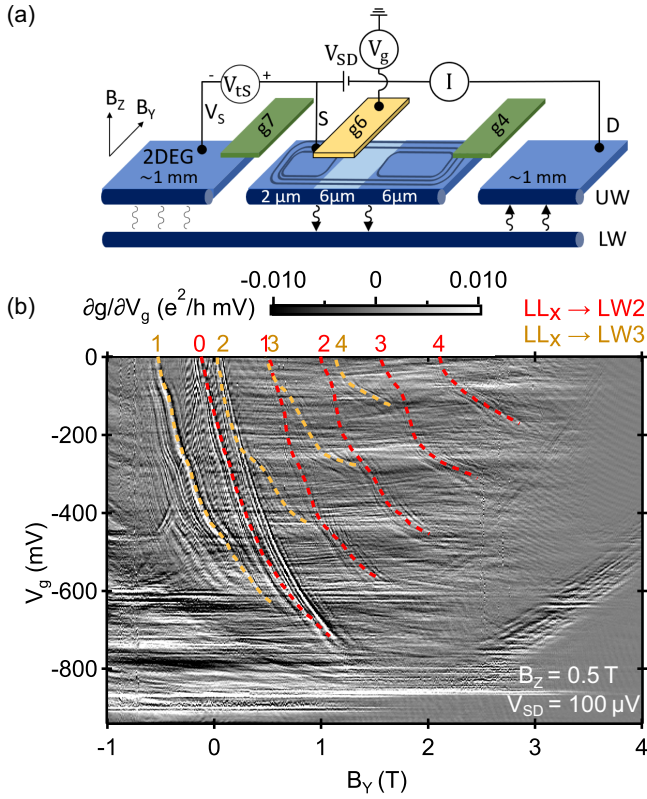 (a)
V_SD
V_g
- V_tS +
I
B_Z
B_Y
V_S
S
D
g7
g6
g4
2DEG
~1 mm
~1 mm
2 μm 6μm 6μm
UW
LW
(b)
∂g/∂V_g (e²/h mV)
-0.010 0 0.010
LL_X → LW2
LL_X → LW3
1 0 2 1 3 2 4 3 4
0
-200
-400
-600
-800
V_g (mV)
B_Z = 0.5 T
V_SD = 100 μV
-1 0 1 2 3 4
B_Y (T)